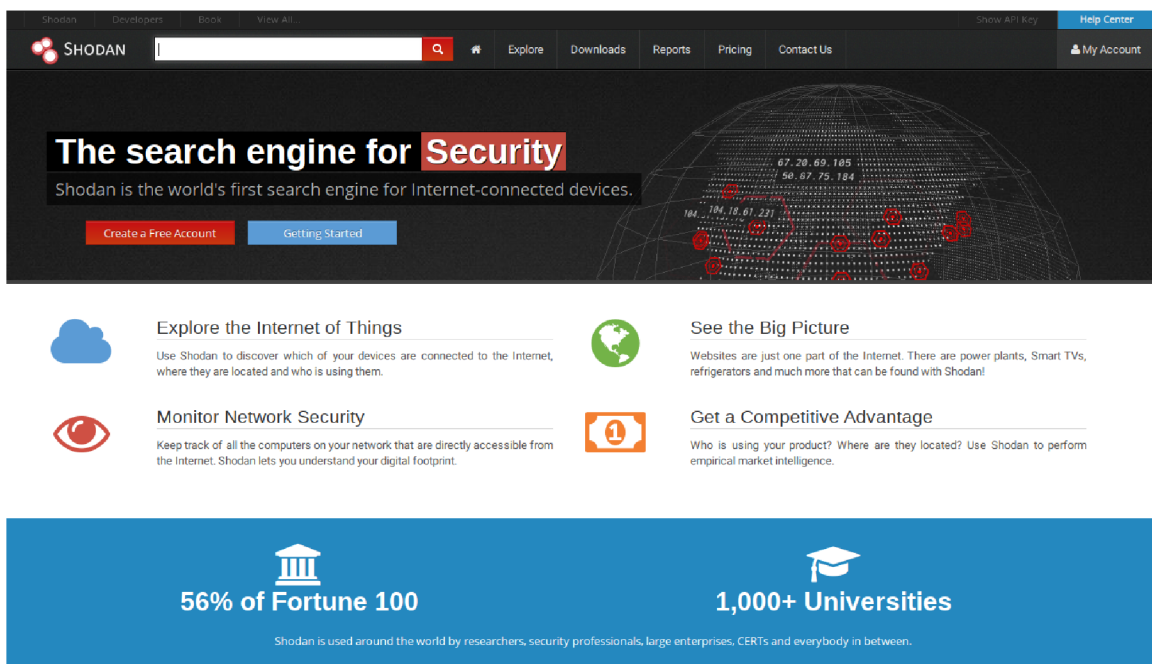 Shodan Developers Book View All... Show API Key Help Center
SHODAN Explore Downloads Reports Pricing Contact Us My Account
The search engine for Security
Shodan is the world's first search engine for Internet-connected devices.
Create a Free Account Getting Started
67.20.69.105
50.67.75.184
104.. 104.18.61.231
Explore the Internet of Things
Use Shodan to discover which of your devices are connected to the Internet,
where they are located and who is using them.
See the Big Picture
Websites are just one part of the Internet. There are power plants, Smart TVs,
refrigerators and much more that can be found with Shodan!
Monitor Network Security
Keep track of all the computers on your network that are directly accessible from
the Internet. Shodan lets you understand your digital footprint.
1
Get a Competitive Advantage
Who is using your product? Where are they located? Use Shodan to perform
empirical market intelligence.
56% of Fortune 100
1,000+ Universities
Shodan is used around the world by researchers, security professionals, large enterprises, CERTs and everybody in between.